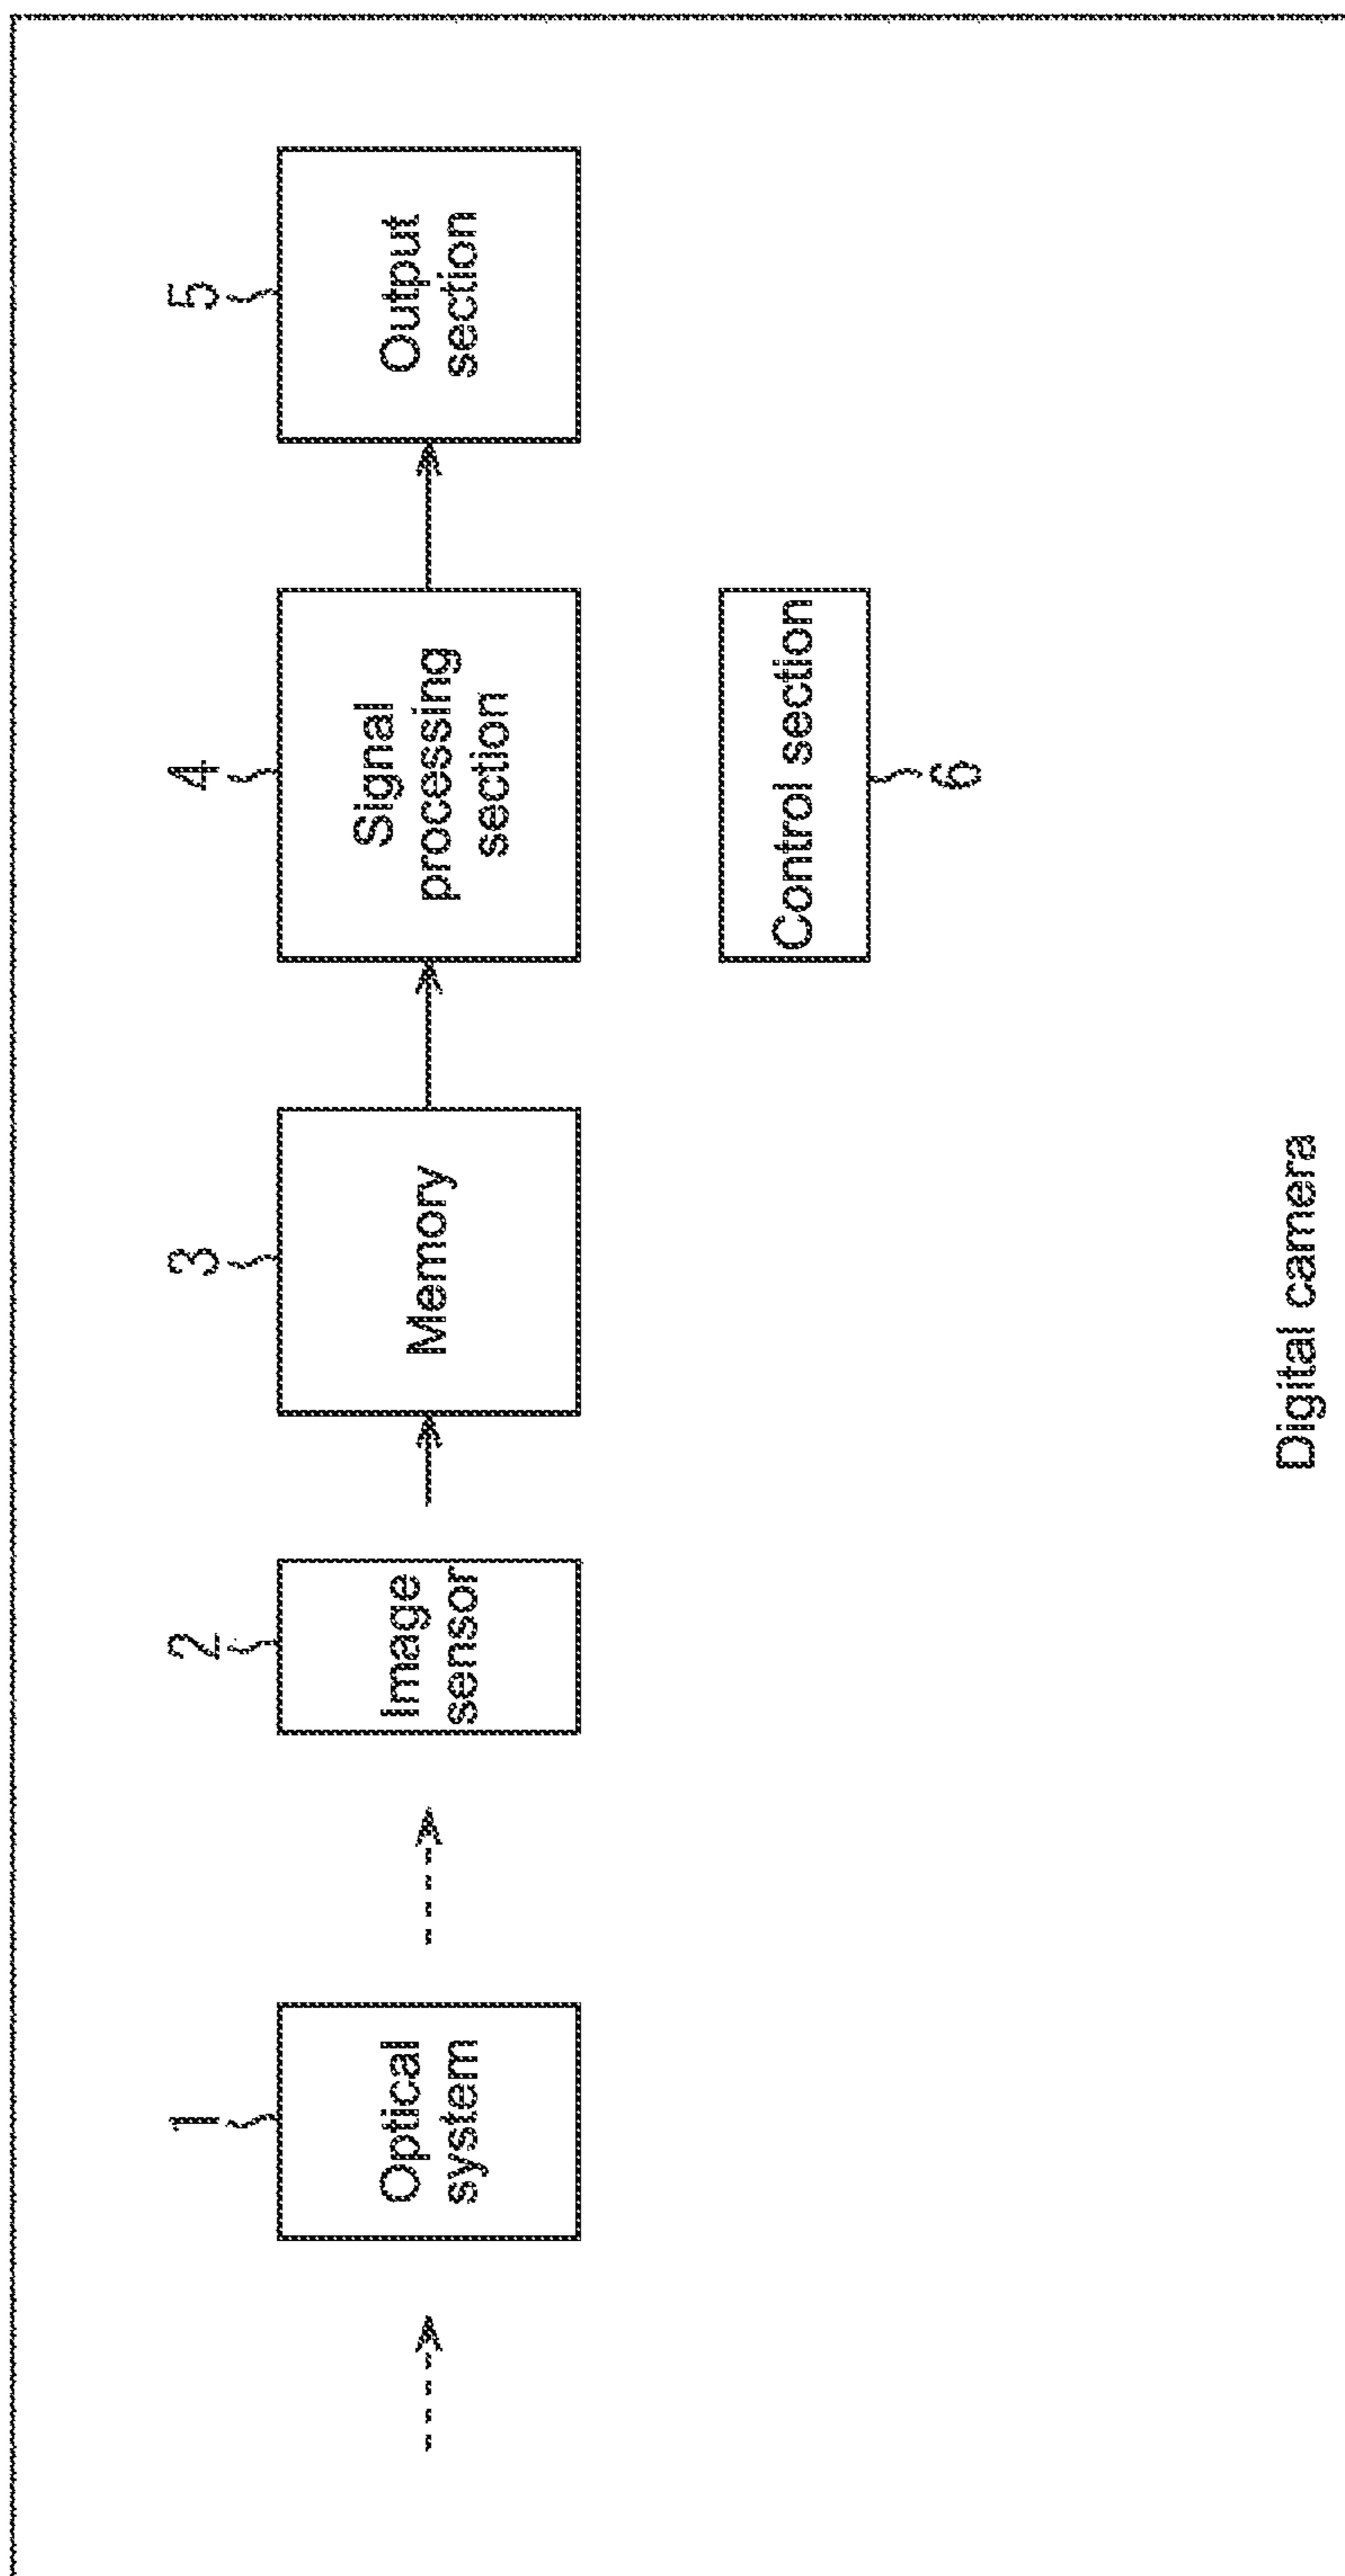 1
Optical
system
2
Image
sensor
3
Memory
4
Signal
processing
section
5
Output
section
Control section
6
Digital camera